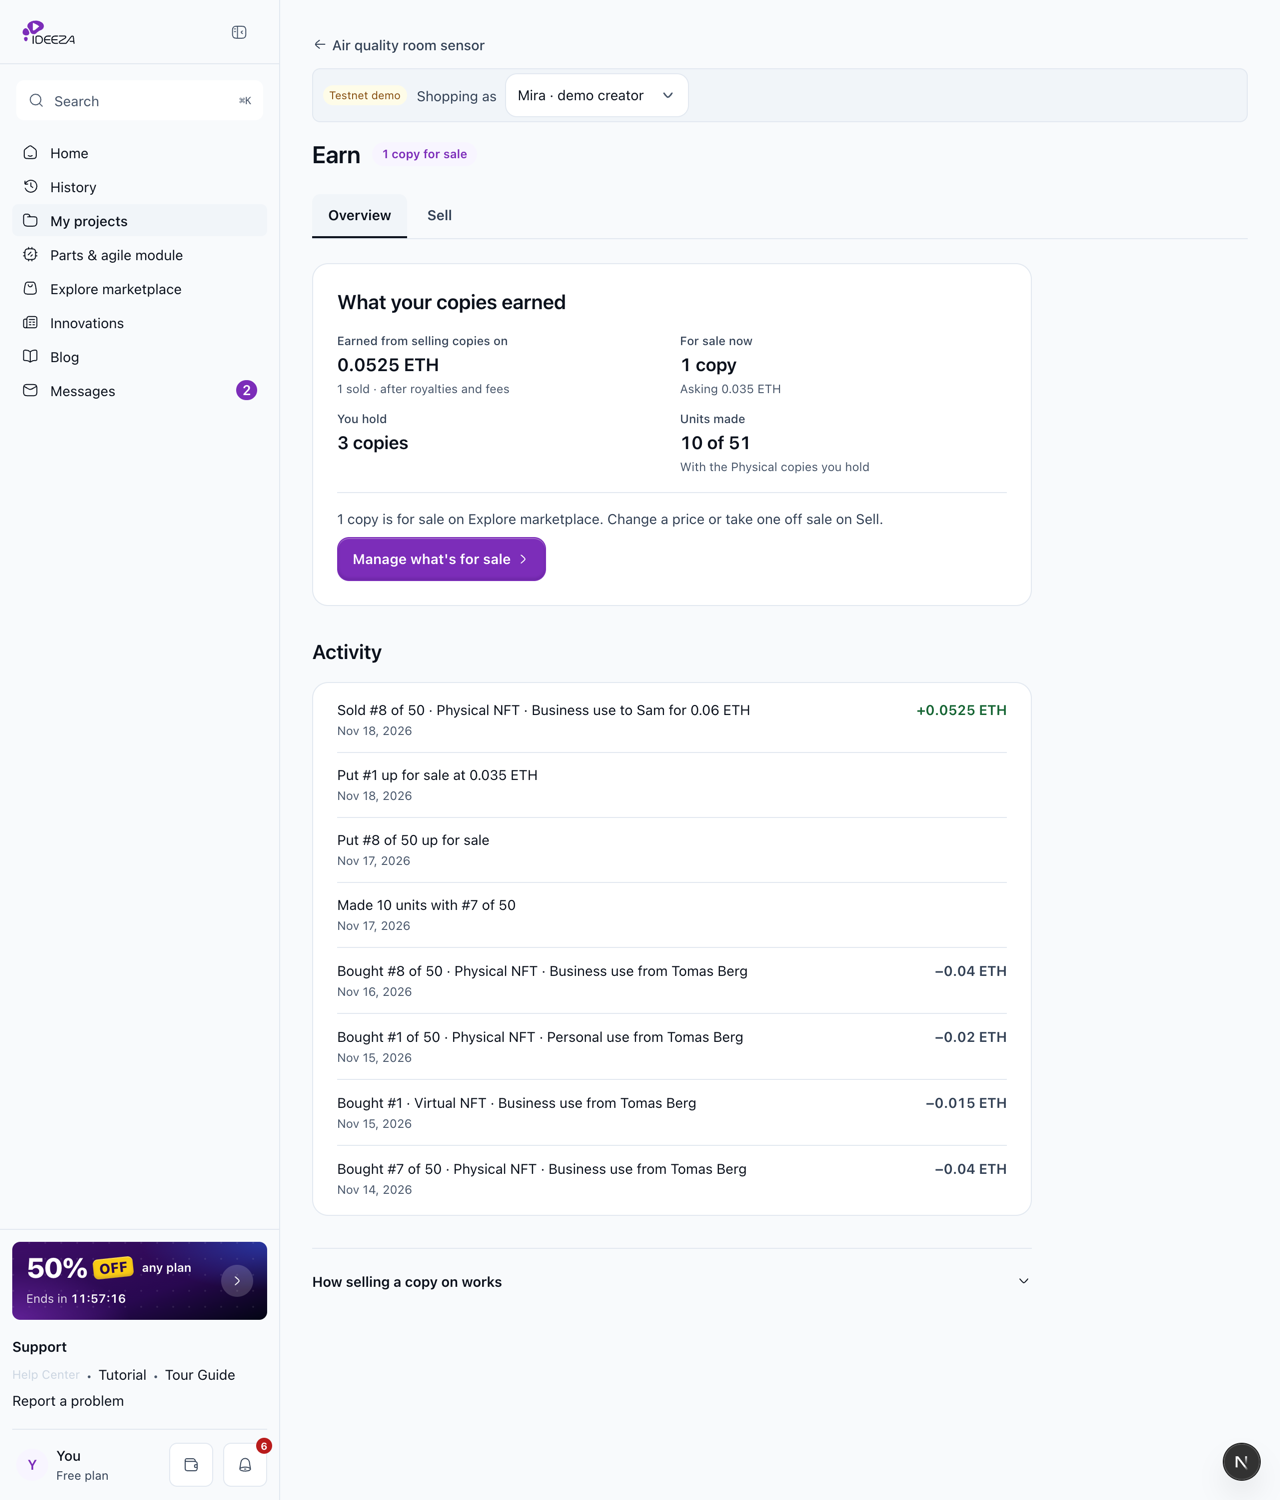 IDEEZA
Search
⌘K
Home
History
My projects
Parts & agile module
Explore marketplace
Innovations
Blog
Messages
2
50% OFF any plan
Ends in 11:57:16
Support
Help Center • Tutorial • Tour Guide
Report a problem
Y
You
Free plan
6
← Air quality room sensor
Testnet demo
Shopping as
Mira · demo creator
Earn
1 copy for sale
Overview
Sell
What your copies earned
Earned from selling copies on
0.0525 ETH
1 sold · after royalties and fees
For sale now
1 copy
Asking 0.035 ETH
You hold
3 copies
Units made
10 of 51
With the Physical copies you hold
1 copy is for sale on Explore marketplace. Change a price or take one off sale on Sell.
Manage what's for sale
Activity
Sold #8 of 50 · Physical NFT · Business use to Sam for 0.06 ETH
+0.0525 ETH
Nov 18, 2026
Put #1 up for sale at 0.035 ETH
Nov 18, 2026
Put #8 of 50 up for sale
Nov 17, 2026
Made 10 units with #7 of 50
Nov 17, 2026
Bought #8 of 50 · Physical NFT · Business use from Tomas Berg
−0.04 ETH
Nov 16, 2026
Bought #1 of 50 · Physical NFT · Personal use from Tomas Berg
−0.02 ETH
Nov 15, 2026
Bought #1 · Virtual NFT · Business use from Tomas Berg
−0.015 ETH
Nov 15, 2026
Bought #7 of 50 · Physical NFT · Business use from Tomas Berg
−0.04 ETH
Nov 14, 2026
How selling a copy on works
N